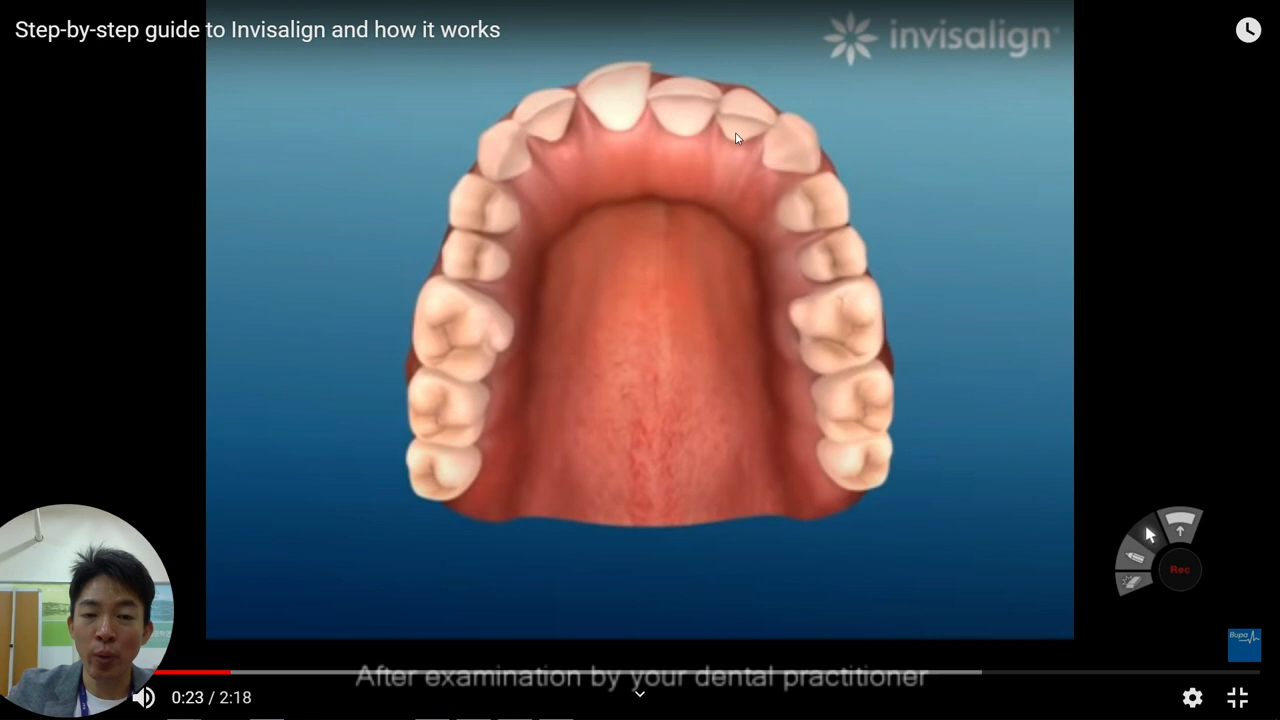 Step-by-step guide to Invisalign and how it works
invisalign
Rec
Bupa
After examination by your dental practitioner
0:23 / 2:18